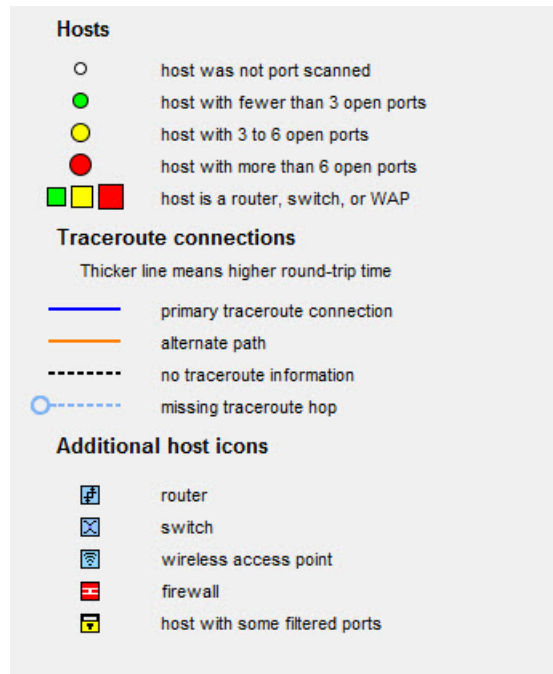 Hosts
host was not port scanned
host with fewer than 3 open ports
host with 3 to 6 open ports
host with more than 6 open ports
host is a router, switch, or WAP
Traceroute connections
Thicker line means higher round-trip time
primary traceroute connection
alternate path
no traceroute information
missing traceroute hop
Additional host icons
router
switch
wireless access point
firewall
host with some filtered ports